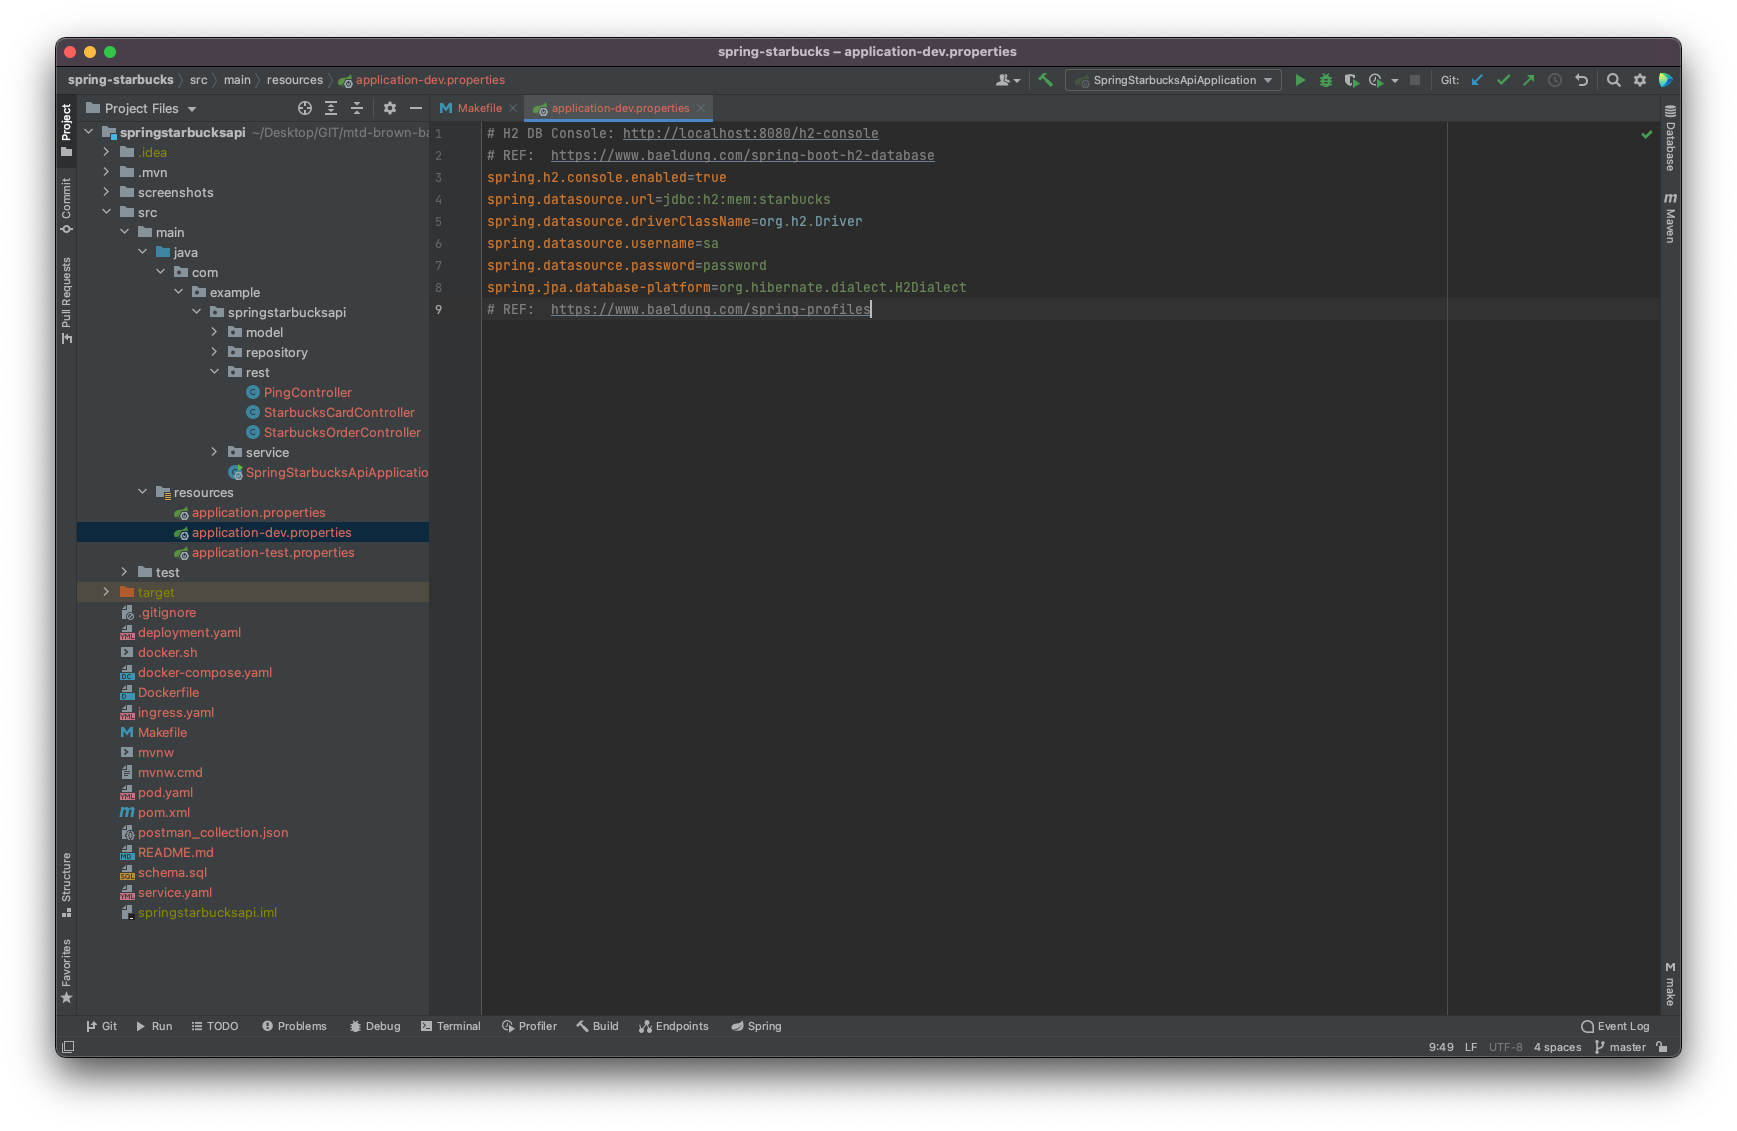 spring-starbucks – application-dev.properties
spring-starbucks src main resources application-dev.properties
SpringStarbucksApiApplication
Git:
Project
Commit
Pull Requests
Structure
Favorites
Project Files
springstarbucksapi ~/Desktop/GIT/mtd-brown-ba
.idea
.mvn
screenshots
src
main
java
com
example
springstarbucksapi
model
repository
rest
PingController
StarbucksCardController
StarbucksOrderController
service
SpringStarbucksApiApplicatio
resources
application.properties
application-dev.properties
application-test.properties
test
target
.gitignore
deployment.yaml
docker.sh
docker-compose.yaml
Dockerfile
ingress.yaml
Makefile
mvnw
mvnw.cmd
pod.yaml
pom.xml
postman_collection.json
README.md
schema.sql
service.yaml
springstarbucksapi.iml
Makefile application-dev.properties
1 # H2 DB Console: http://localhost:8080/h2-console
2 # REF: https://www.baeldung.com/spring-boot-h2-database
3 spring.h2.console.enabled=true
4 spring.datasource.url=jdbc:h2:mem:starbucks
5 spring.datasource.driverClassName=org.h2.Driver
6 spring.datasource.username=sa
7 spring.datasource.password=password
8 spring.jpa.database-platform=org.hibernate.dialect.H2Dialect
9 # REF: https://www.baeldung.com/spring-profiles
Database
Maven
make
Git Run TODO Problems Debug Terminal Profiler Build Endpoints Spring Event Log
9:49 LF UTF-8 4 spaces master